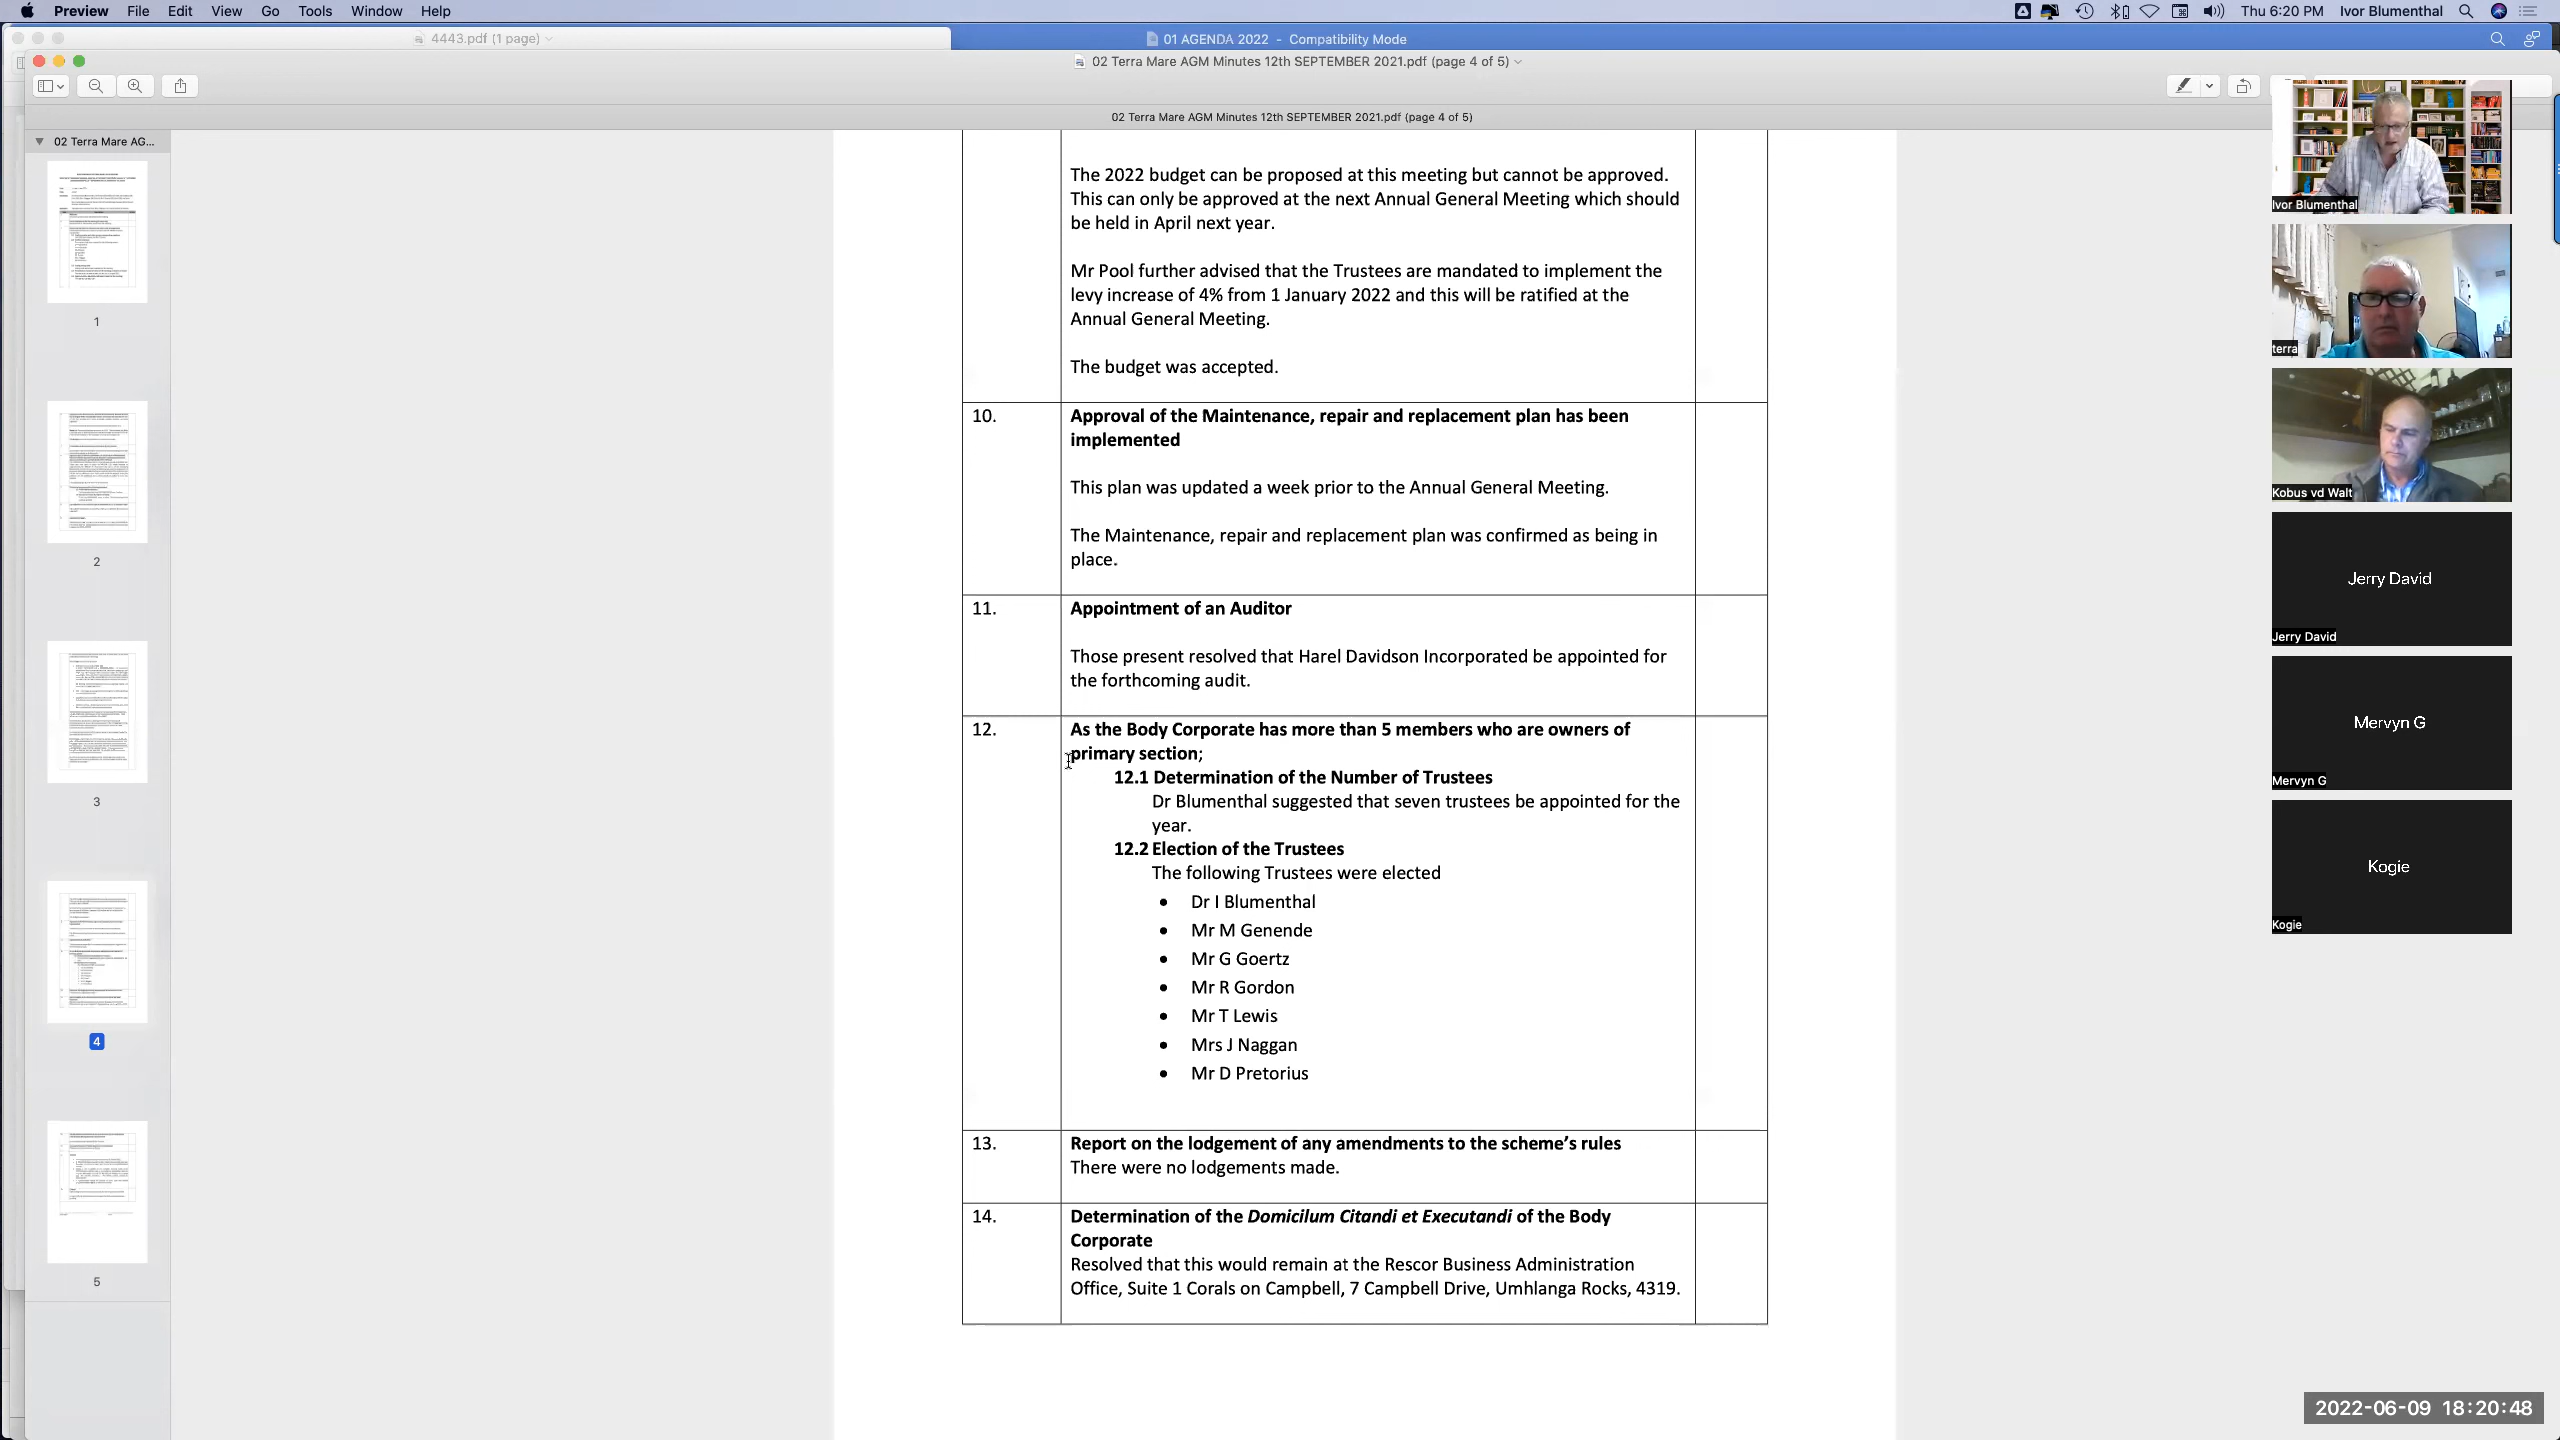 Preview File Edit View Go Tools Window Help
Thu 6:20 PM Ivor Blumenthal
4443.pdf (1 page)
01 AGENDA 2022 - Compatibility Mode
02 Terra Mare AGM Minutes 12th SEPTEMBER 2021.pdf (page 4 of 5)
02 Terra Mare AGM Minutes 12th SEPTEMBER 2021.pdf (page 4 of 5)
02 Terra Mare AG...
1
2
3
4
5
The 2022 budget can be proposed at this meeting but cannot be approved.
This can only be approved at the next Annual General Meeting which should
be held in April next year.
Mr Pool further advised that the Trustees are mandated to implement the
levy increase of 4% from 1 January 2022 and this will be ratified at the
Annual General Meeting.
The budget was accepted.
10. Approval of the Maintenance, repair and replacement plan has been
implemented
This plan was updated a week prior to the Annual General Meeting.
The Maintenance, repair and replacement plan was confirmed as being in
place.
11. Appointment of an Auditor
Those present resolved that Harel Davidson Incorporated be appointed for
the forthcoming audit.
12. As the Body Corporate has more than 5 members who are owners of
primary section;
12.1 Determination of the Number of Trustees
Dr Blumenthal suggested that seven trustees be appointed for the
year.
12.2 Election of the Trustees
The following Trustees were elected
• Dr I Blumenthal
• Mr M Genende
• Mr G Goertz
• Mr R Gordon
• Mr T Lewis
• Mrs J Naggan
• Mr D Pretorius
13. Report on the lodgement of any amendments to the scheme's rules
There were no lodgements made.
14. Determination of the Domicilum Citandi et Executandi of the Body
Corporate
Resolved that this would remain at the Rescor Business Administration
Office, Suite 1 Corals on Campbell, 7 Campbell Drive, Umhlanga Rocks, 4319.
Ivor Blumenthal
terra
Kobus vd Walt
Jerry David
Jerry David
Mervyn G
Mervyn G
Kogie
Kogie
2022-06-09 18:20:48